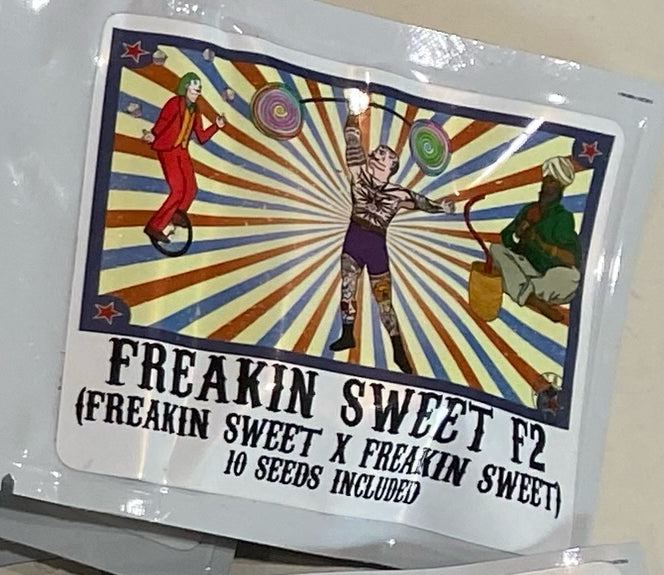 FREAKIN SWEET F2
(FREAKIN SWEET X FREAKIN SWEET)
10 SEEDS INCLUDED